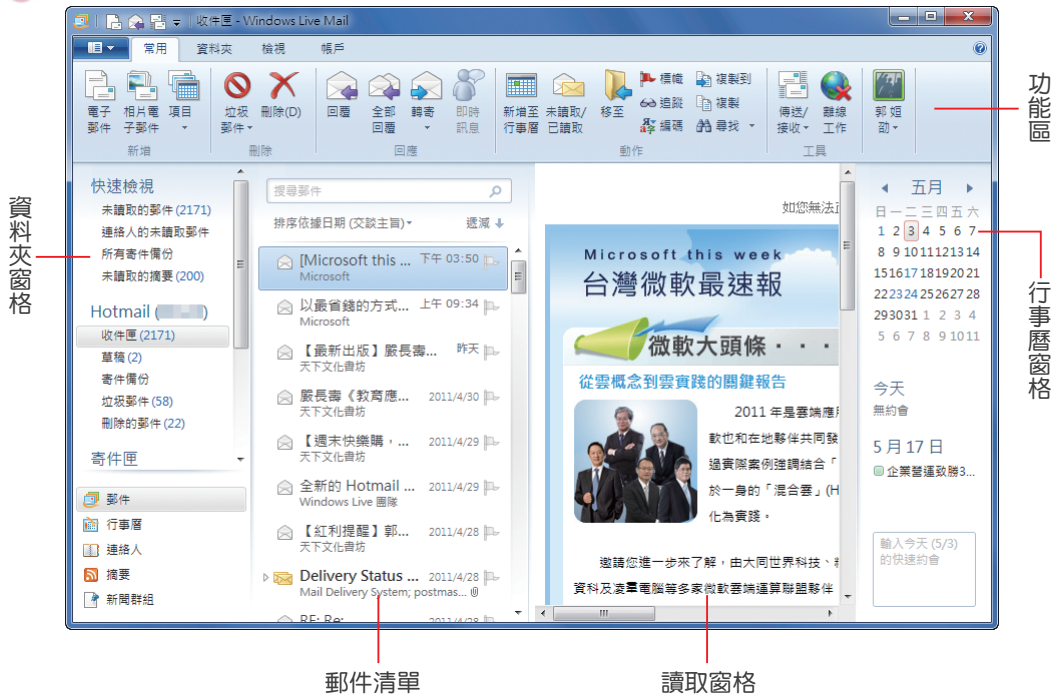 收件匣 - Windows Live Mail
常用 資料夾 檢視 帳戶
電子郵件
相片電子郵件
項目
新增
垃圾郵件
刪除(D)
刪除
回覆
全部回覆
轉寄
即時訊息
回應
新增至行事曆
未讀取/已讀取
移至
標幟
追蹤
編碼
複製到
複製
尋找
動作
傳送/接收
離線工作
工具
郭姮劭
功能區
資料夾窗格
快速檢視
未讀取的郵件 (2171)
連絡人的未讀取郵件
所有寄件備份
未讀取的摘要 (200)
Hotmail ( )
收件匣 (2171)
草稿 (2)
寄件備份
垃圾郵件 (58)
刪除的郵件 (22)
寄件匣
郵件
行事曆
連絡人
摘要
新聞群組
搜尋郵件
排序依據日期 (交談主旨) 遞減
[Microsoft this ... 下午 03:50
Microsoft
以最省錢的方式... 上午 09:34
Microsoft
【最新出版】嚴長壽... 昨天
天下文化書坊
嚴長壽《教育應... 2011/4/30
天下文化書坊
【週末快樂購，... 2011/4/29
天下文化書坊
全新的 Hotmail ... 2011/4/29
Windows Live 團隊
【紅利提醒】郭... 2011/4/28
天下文化書坊
Delivery Status ... 2011/4/28
Mail Delivery System; postmas...
RE: Re: 2011/4/28
郵件清單
如您無法正
Microsoft this week
台灣微軟最速報
微軟大頭條・・・
從雲概念到雲實踐的關鍵報告
2011 年是雲端應用
軟也和在地夥伴共同發
過實際案例強調結合「
於一身的「混合雲」(H
化為實踐。
邀請您進一步來了解，由大同世界科技、精
資料及凌羣電腦等多家微軟雲端運算聯盟夥伴
讀取窗格
五月
日 一 二 三 四 五 六
1 2 3 4 5 6 7
8 9 10 11 12 13 14
15 16 17 18 19 20 21
22 23 24 25 26 27 28
29 30 31 1 2 3 4
5 6 7 8 9 10 11
今天
無約會
5 月 17 日
企業營運致勝3...
輸入今天 (5/3)
的快速約會
行事曆窗格